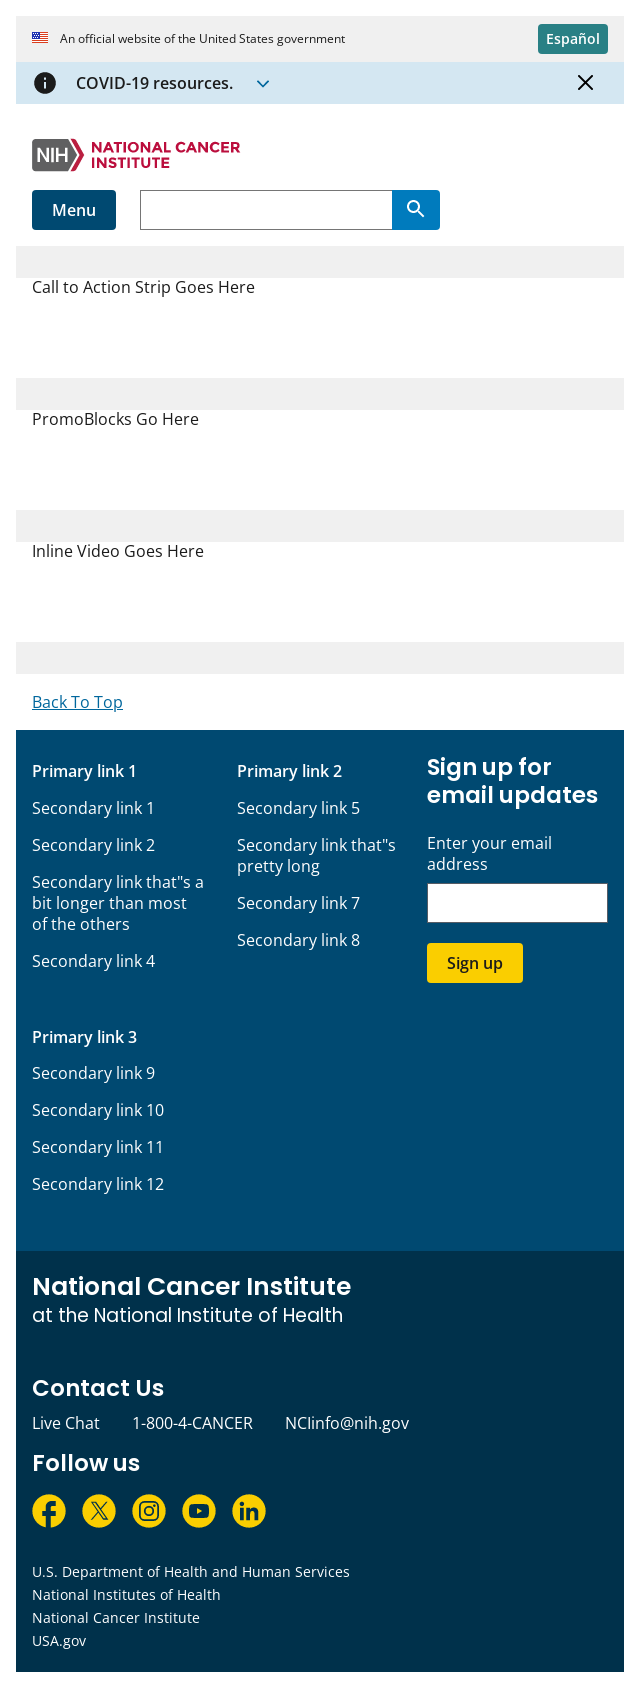 An official website of the United States government
Español
COVID-19 resources.
NIH
NATIONAL CANCER
INSTITUTE
Menu
Call to Action Strip Goes Here
PromoBlocks Go Here
Inline Video Goes Here
Back To Top
Primary link 1
Secondary link 1
Secondary link 2
Secondary link that"s a
bit longer than most
of the others
Secondary link 4
Primary link 2
Secondary link 5
Secondary link that"s
pretty long
Secondary link 7
Secondary link 8
Sign up for
email updates
Enter your email
address
Sign up
Primary link 3
Secondary link 9
Secondary link 10
Secondary link 11
Secondary link 12
National Cancer Institute
at the National Institute of Health
Contact Us
Live Chat
1-800-4-CANCER
NCIinfo@nih.gov
Follow us
U.S. Department of Health and Human Services
National Institutes of Health
National Cancer Institute
USA.gov